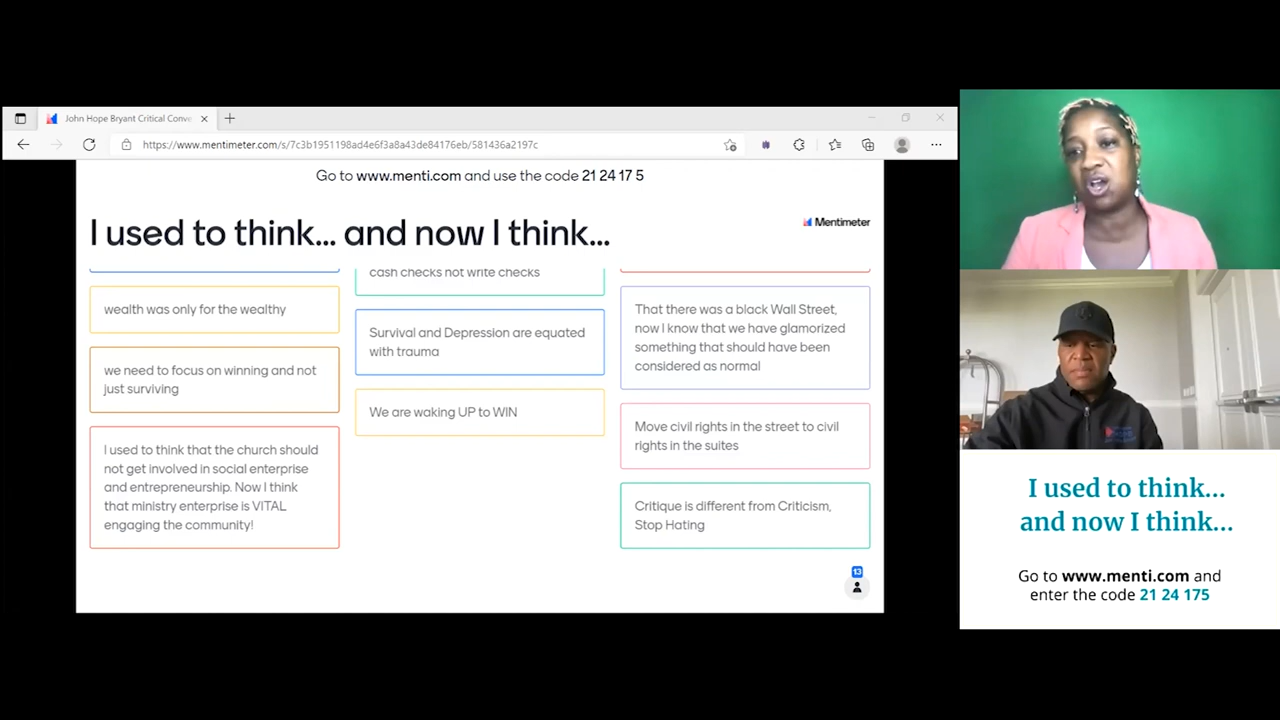 John Hope Bryant Critical Conve
https://www.mentimeter.com/s/7c3b1951198ad4e6f3a8a43de84176eb/581436a2197c
Go to www.menti.com and use the code 21 24 17 5
I used to think... and now I think...
Mentimeter
wealth was only for the wealthy
we need to focus on winning and not
just surviving
I used to think that the church should
not get involved in social enterprise
and entrepreneurship. Now I think
that ministry enterprise is VITAL
engaging the community!
cash checks not write checks
Survival and Depression are equated
with trauma
We are waking UP to WIN
That there was a black Wall Street,
now I know that we have glamorized
something that should have been
considered as normal
Move civil rights in the street to civil
rights in the suites
Critique is different from Criticism,
Stop Hating
13
I used to think...
and now I think...
Go to www.menti.com and
enter the code 21 24 175